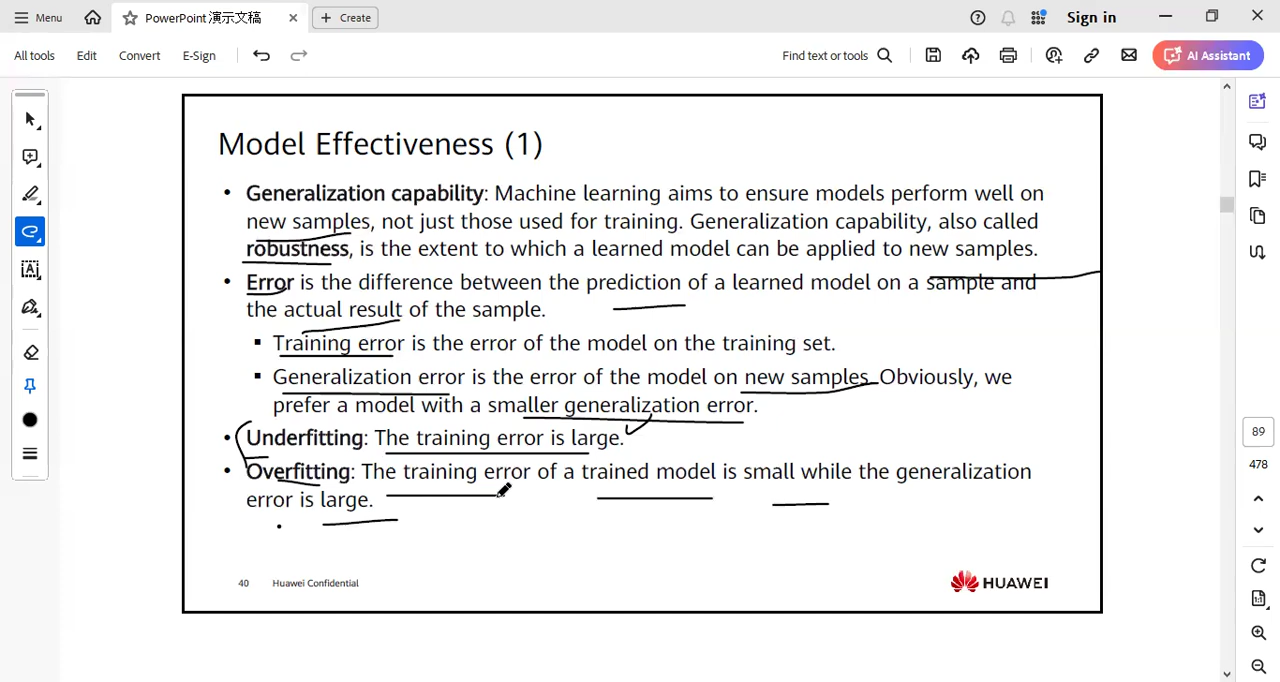 Menu
PowerPoint 演示文稿
Create
Sign in
All tools
Edit
Convert
E-Sign
Find text or tools
AI Assistant
Model Effectiveness (1)
• Generalization capability: Machine learning aims to ensure models perform well on
new samples, not just those used for training. Generalization capability, also called
robustness, is the extent to which a learned model can be applied to new samples.
• Error is the difference between the prediction of a learned model on a sample and
the actual result of the sample.
▪ Training error is the error of the model on the training set.
▪ Generalization error is the error of the model on new samples. Obviously, we
prefer a model with a smaller generalization error.
• Underfitting: The training error is large.
• Overfitting: The training error of a trained model is small while the generalization
error is large.
40 Huawei Confidential
HUAWEI
89
478